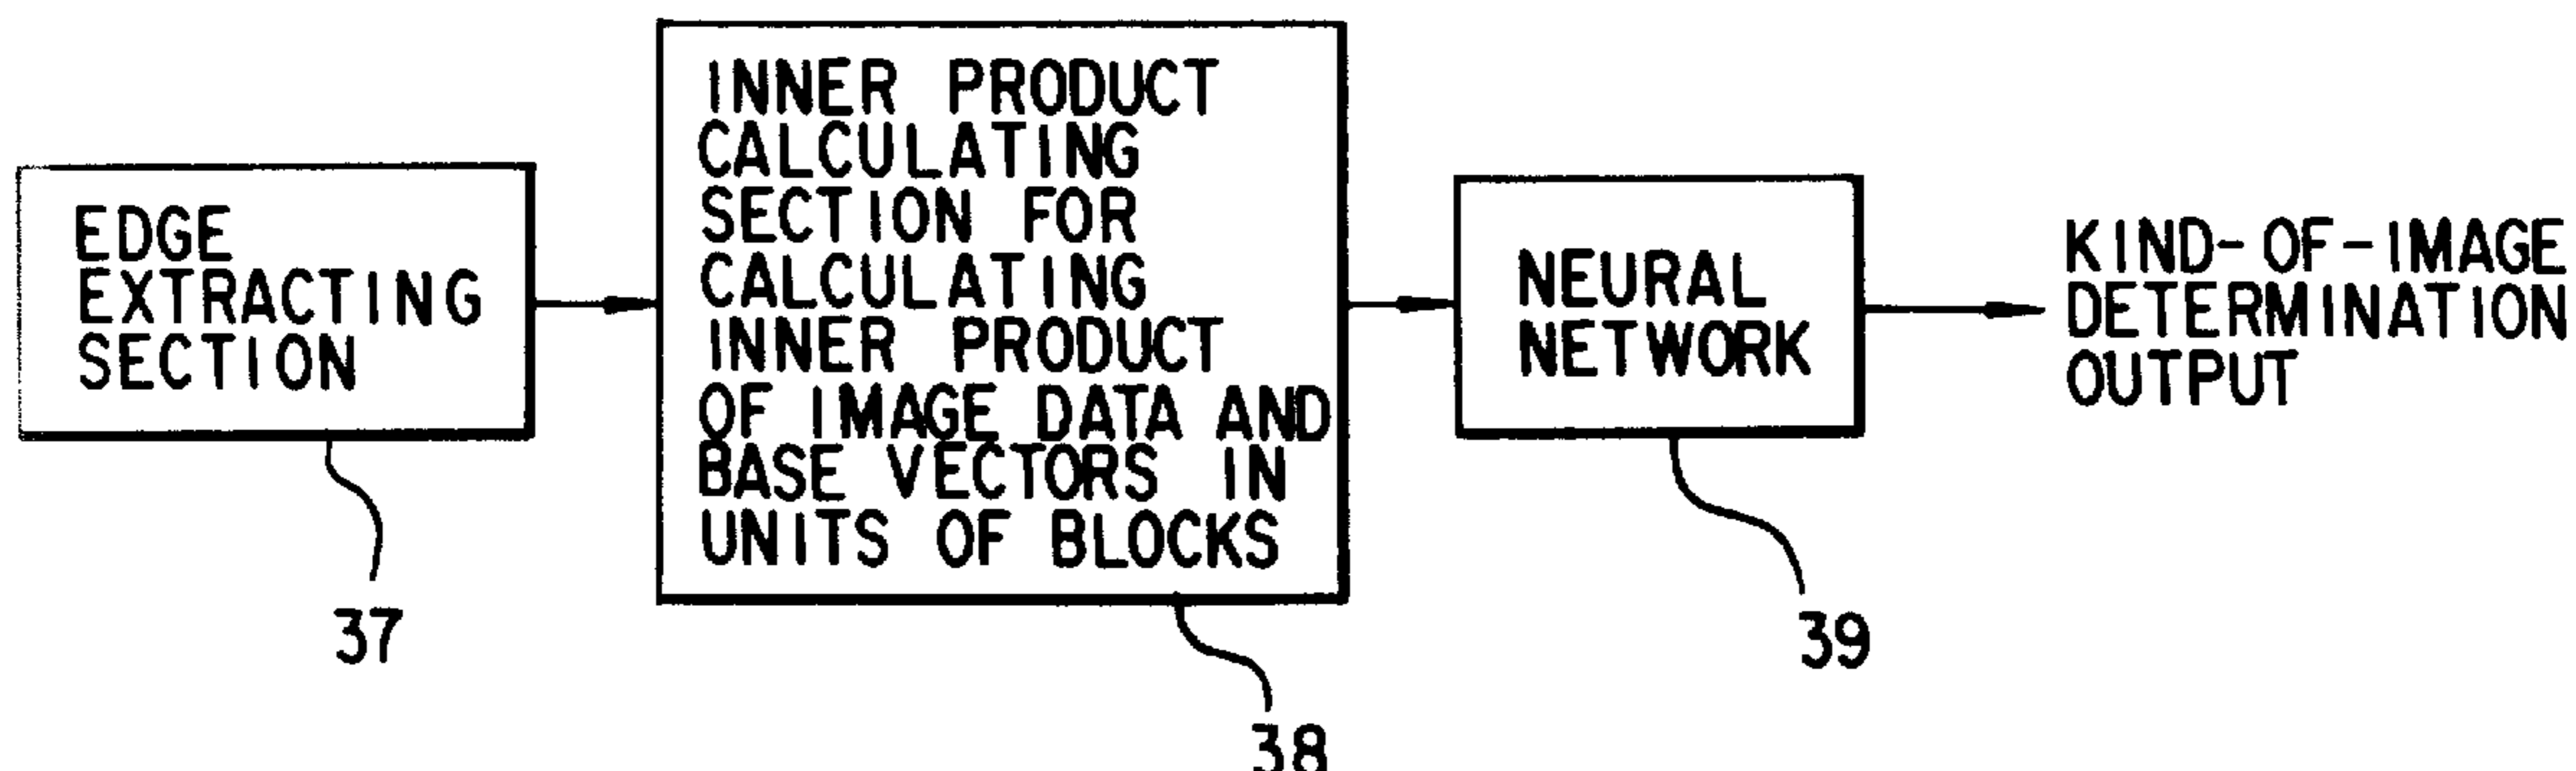 EDGE
EXTRACTING
SECTION
INNER PRODUCT
CALCULATING
SECTION FOR
CALCULATING
INNER PRODUCT
OF IMAGE DATA AND
BASE VECTORS IN
UNITS OF BLOCKS
NEURAL
NETWORK
KIND-OF-IMAGE
DETERMINATION
OUTPUT
37
38
39